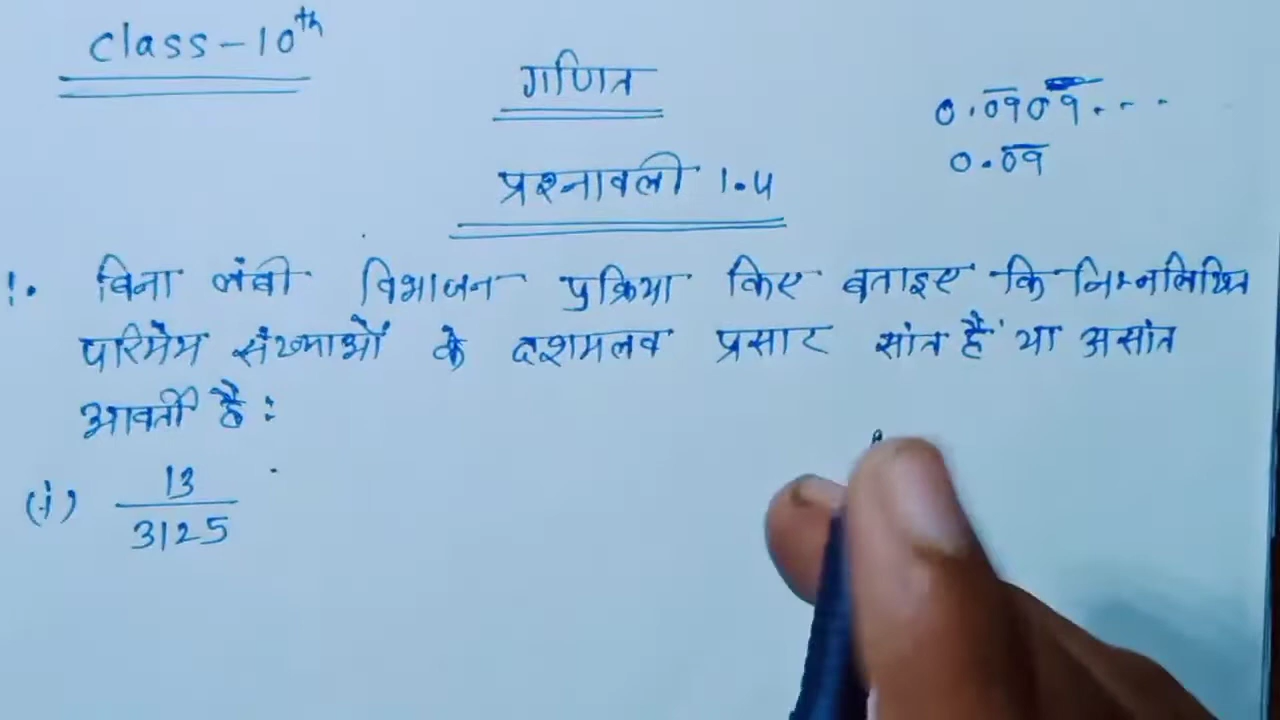 Class-10th
गणित
0.0909...
0.09
प्रश्नावली 1.4
1. बिना लंबी विभाजन प्रक्रिया किए बताइए कि निम्नलिखित
परिमेय संख्याओं के दशमलव प्रसार सांत हैं या असांत
आवर्ती है :
(i) 13
3125